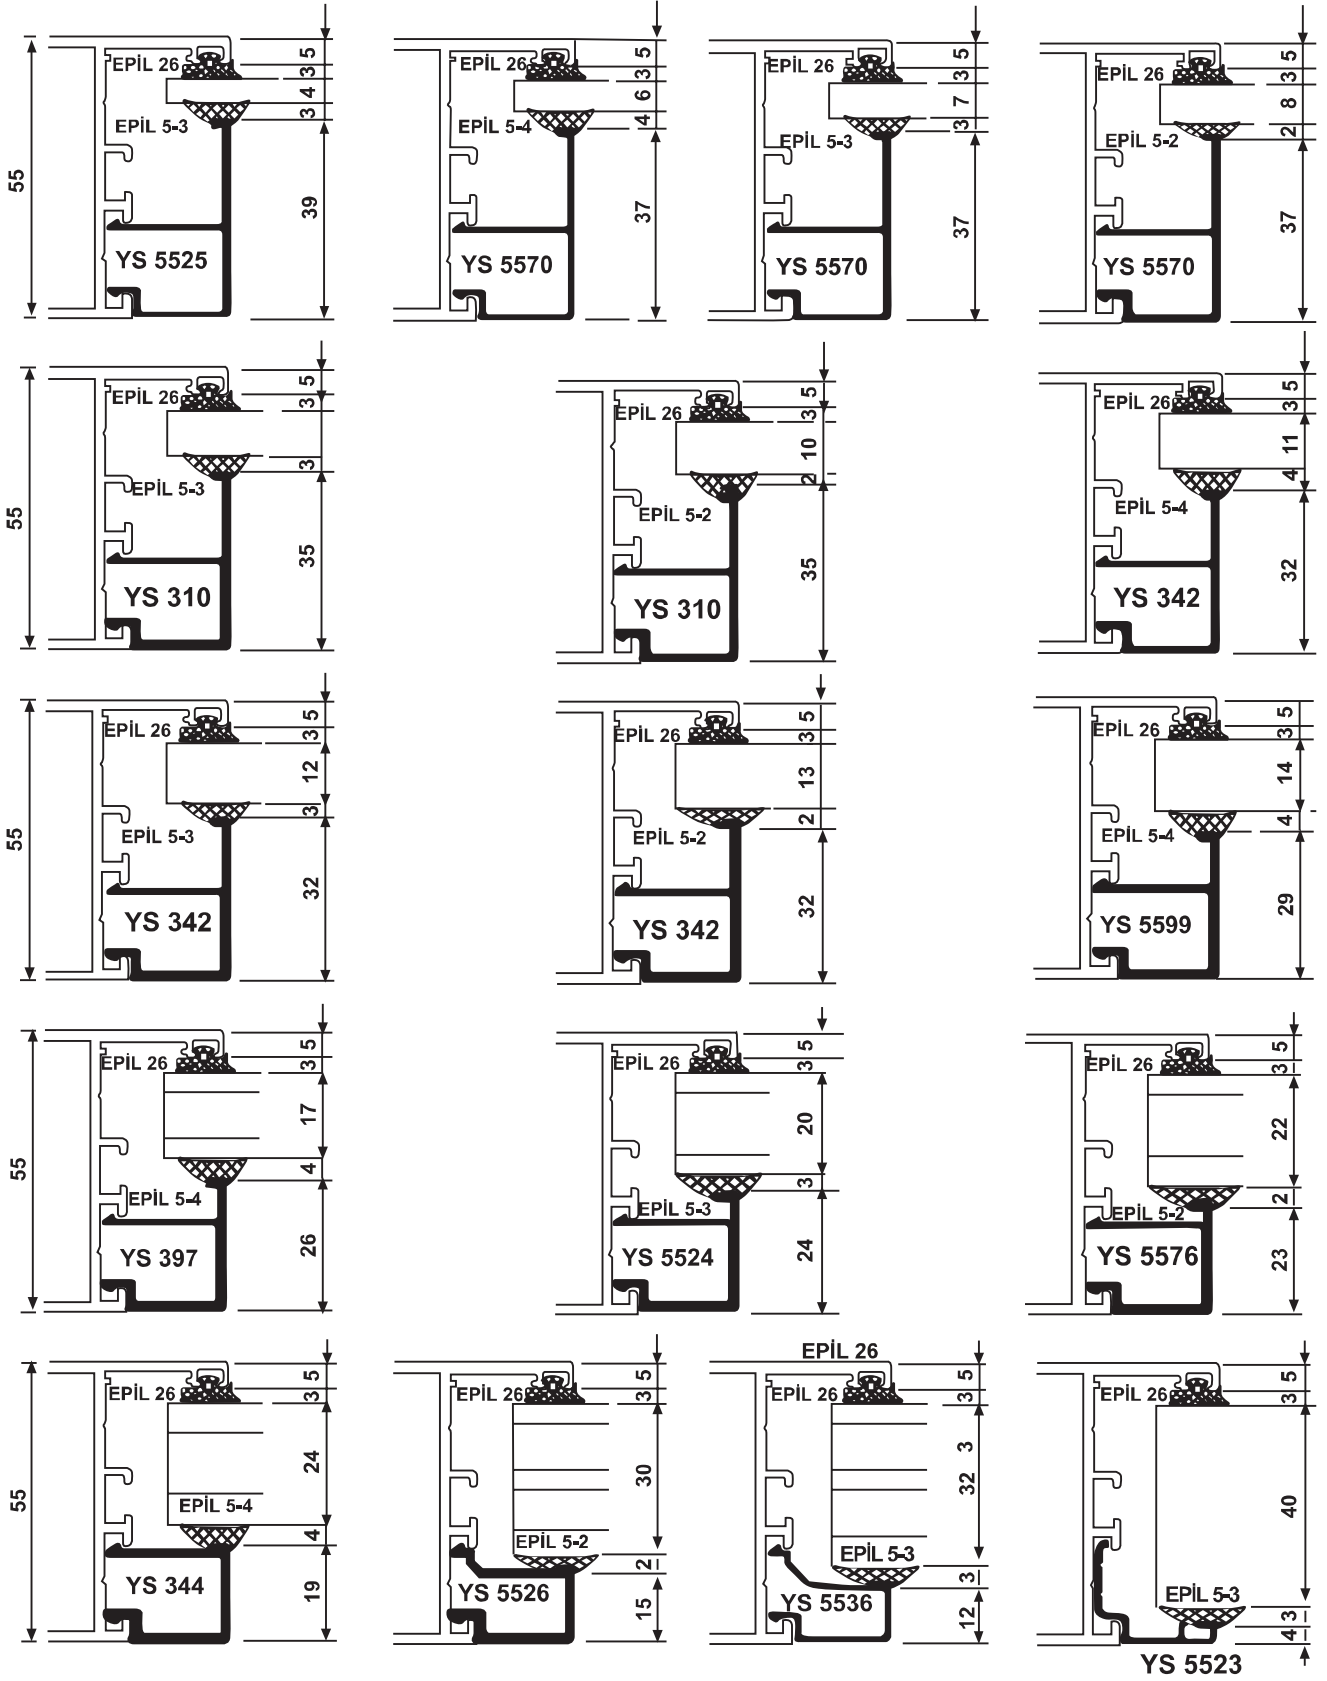 EPİL 26
5
3
4
3
EPİL 5-3
55
39
YS 5525
EPİL 26
5
3
6
4
EPİL 5-4
37
YS 5570
EPİL 26
5
3
7
3
EPİL 5-3
37
YS 5570
EPİL 26
5
3
8
2
EPİL 5-2
37
YS 5570
EPİL 26
5
3
3
EPİL 5-3
55
35
YS 310
EPİL 26
5
3
10
2
EPİL 5-2
35
YS 310
EPİL 26
5
3
11
4
EPİL 5-4
32
YS 342
EPİL 26
5
3
12
3
EPİL 5-3
55
32
YS 342
EPİL 26
5
3
13
2
EPİL 5-2
32
YS 342
EPİL 26
5
3
14
4
EPİL 5-4
29
YS 5599
EPİL 26
5
3
17
4
55
EPİL 5-4
26
YS 397
EPİL 26
5
3
20
3
EPİL 5-3
24
YS 5524
EPİL 26
5
3
22
2
EPİL 5-2
23
YS 5576
EPİL 26
5
3
24
55
EPİL 5-4
4
19
YS 344
EPİL 26
5
3
30
EPİL 5-2
2
YS 5526
15
EPİL 26
EPİL 26
5
3
3
32
EPİL 5-3
3
YS 5536
12
EPİL 26
5
3
40
EPİL 5-3
3
4
YS 5523